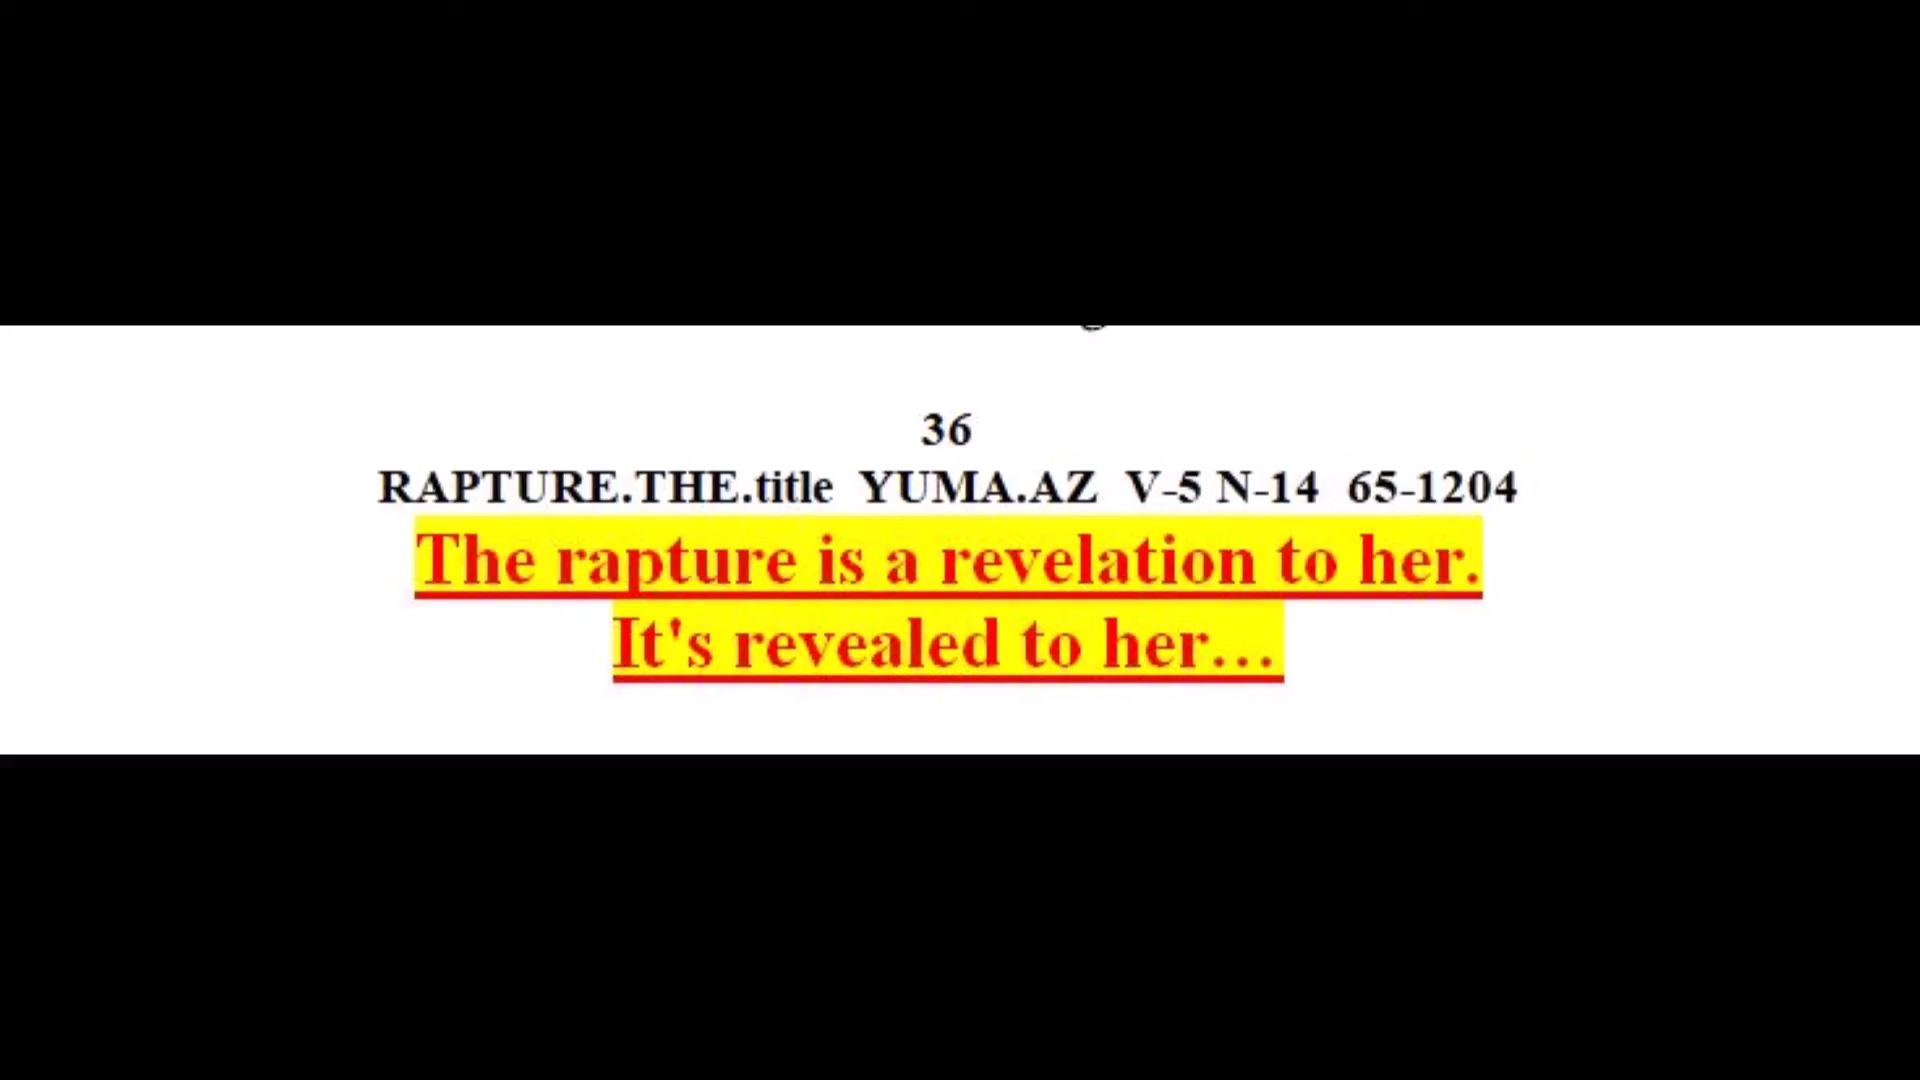 36
RAPTURE.THE.title YUMA.AZ V-5 N-14 65-1204
The rapture is a revelation to her.
It's revealed to her...